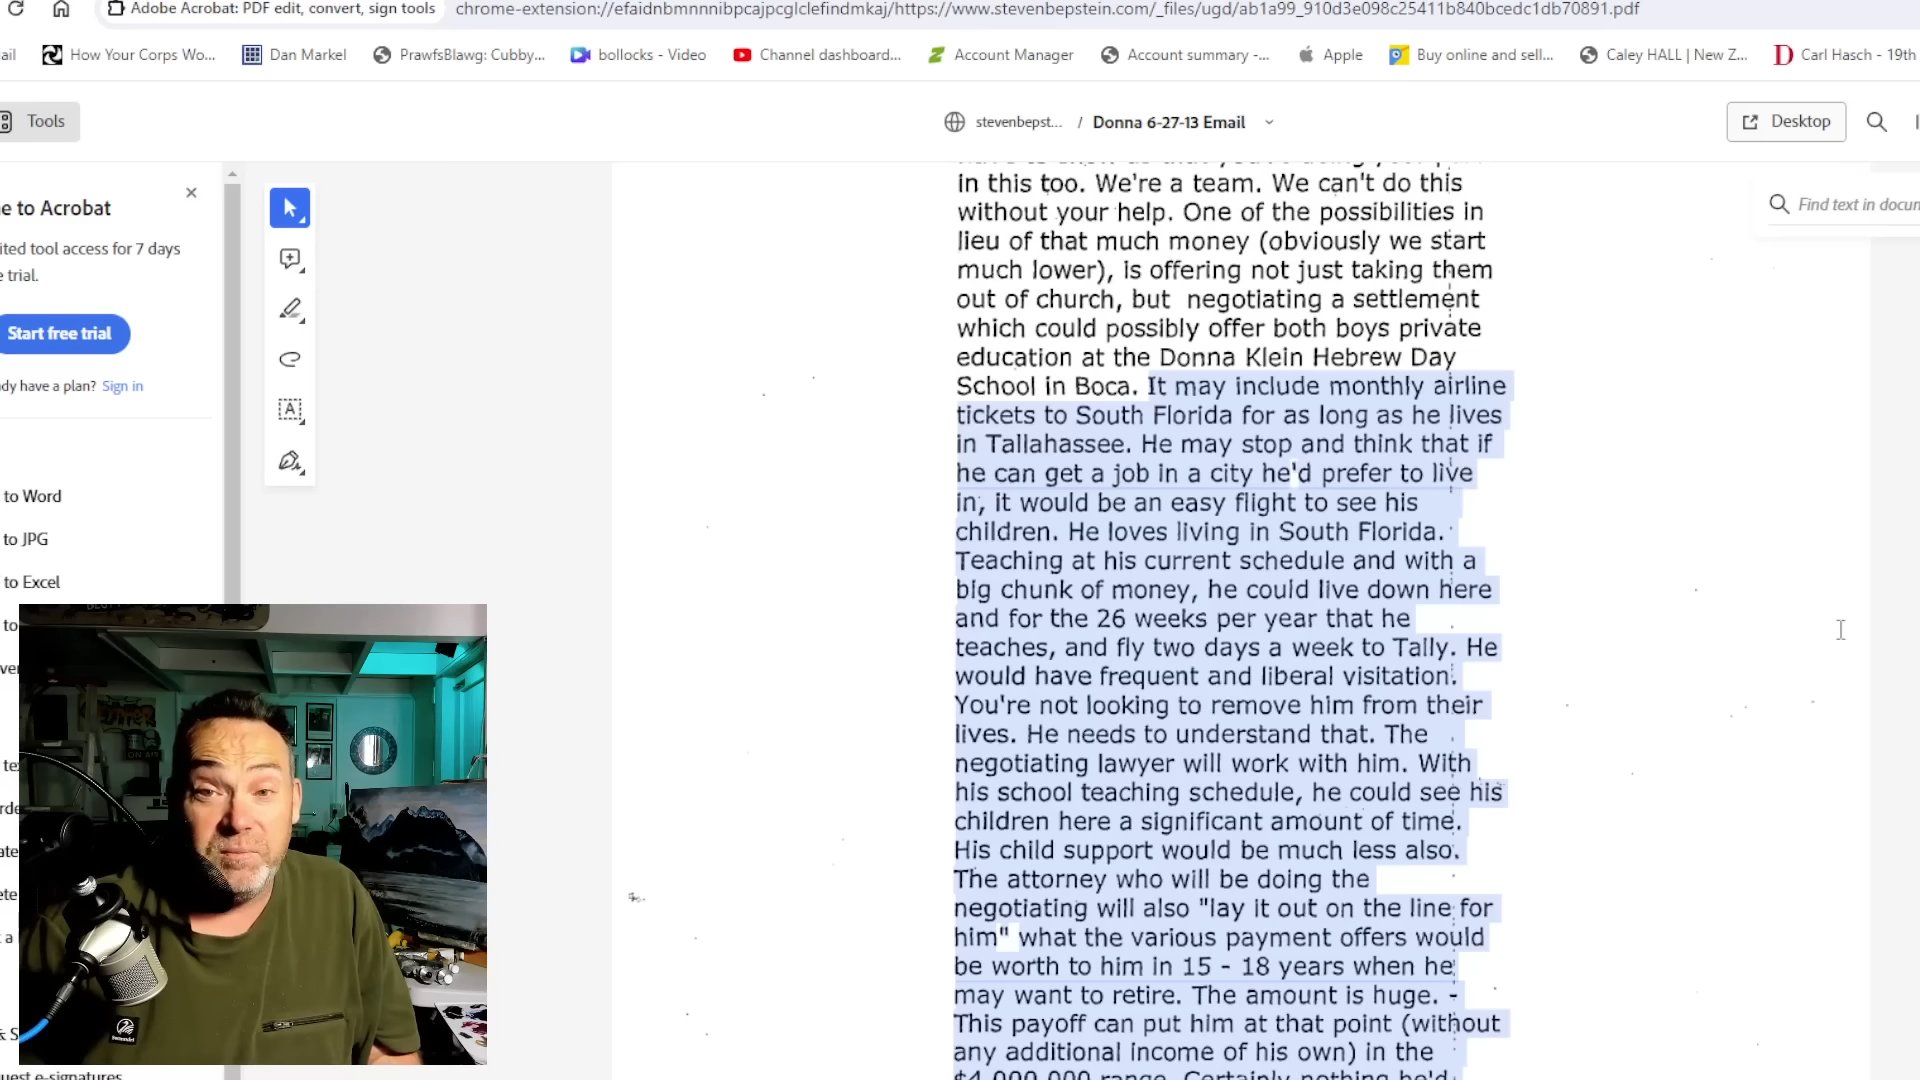 Adobe Acrobat: PDF edit, convert, sign tools
chrome-extension://efaidnbmnnnibpcajpcglclefindmkaj/https://www.stevenbepstein.com/_files/ugd/ab1a99_910d3e098c25411b840bcedc1db70891.pdf
ail
How Your Corps Wo...
Dan Markel
PrawfsBlawg: Cubby,...
bollocks - Video
Channel dashboard...
Account Manager
Account summary -...
Apple
Buy online and sell...
Caley HALL | New Z...
Carl Hasch - 19th
Tools
stevenbepst... / Donna 6-27-13 Email
Desktop
Find text in docum
e to Acrobat
ited tool access for 7 days
e trial.
Start free trial
dy have a plan? Sign in
to Word
to JPG
to Excel
to
in this too. We're a team. We can't do this
without your help. One of the possibilities in
lieu of that much money (obviously we start
much lower), is offering not just taking them
out of church, but negotiating a settlement
which could possibly offer both boys private
education at the Donna Klein Hebrew Day
School in Boca. It may include monthly airline
tickets to South Florida for as long as he lives
in Tallahassee. He may stop and think that if
he can get a job in a city he'd prefer to live
in, it would be an easy flight to see his
children. He loves living in South Florida.
Teaching at his current schedule and with a
big chunk of money, he could live down here
and for the 26 weeks per year that he
teaches, and fly two days a week to Tally. He
would have frequent and liberal visitation.
You're not looking to remove him from their
lives. He needs to understand that. The
negotiating lawyer will work with him. With
his school teaching schedule, he could see his
children here a significant amount of time.
His child support would be much less also.
The attorney who will be doing the
negotiating will also "lay it out on the line for
him" what the various payment offers would
be worth to him in 15 - 18 years when he
may want to retire. The amount is huge. -
This payoff can put him at that point (without
any additional income of his own) in the
$4,000,000 range. Certainly nothing he'd
ON AIR
uest e-signatures